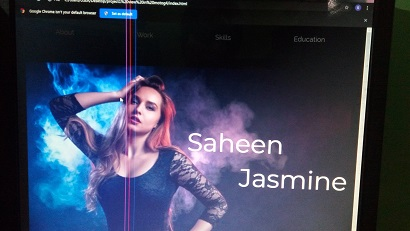 Google Chrome isn't your default browser
Set as default
About
Work
Skills
Education
Saheen
Jasmine